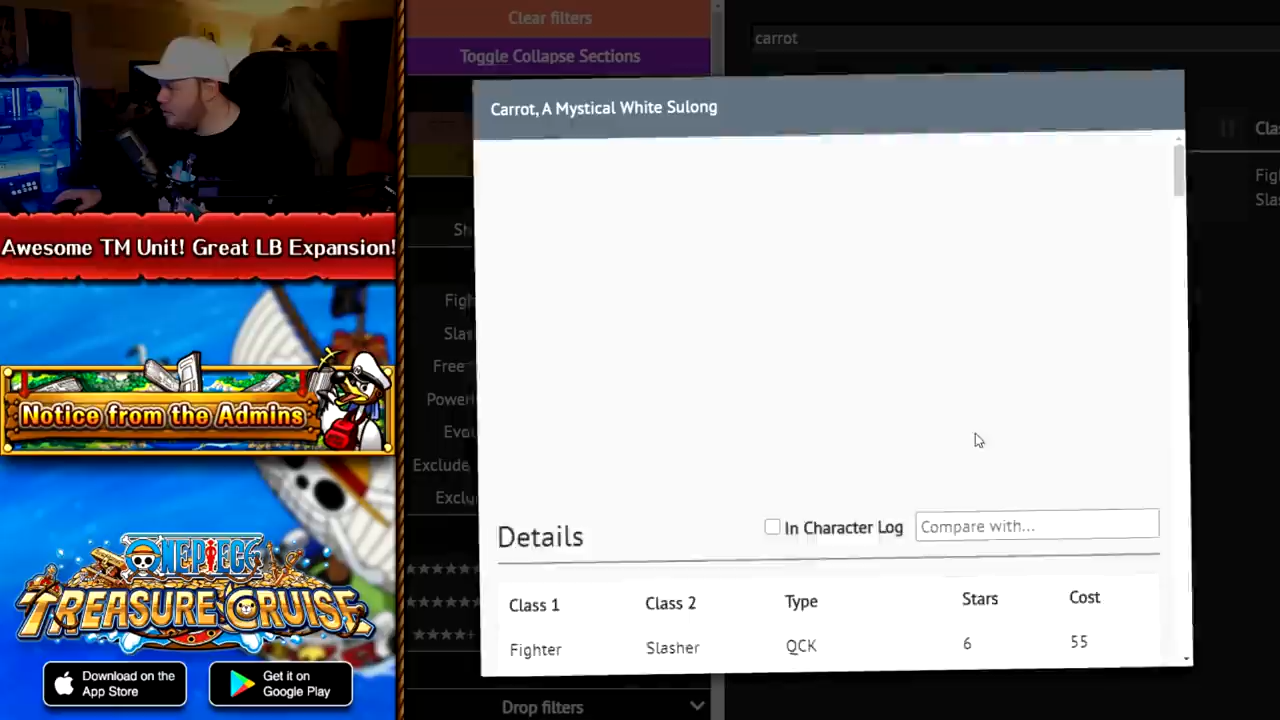 Clear filters
Toggle Collapse Sections
carrot
Carrot, A Mystical White Sulong
Awesome TM Unit! Great LB Expansion!
Notice from the Admins
ONE PIECE
TREASURE CRUISE
Download on the
App Store
Get it on
Google Play
Free
Exclude
Drop filters
Details
In Character Log
Compare with...
Class 1
Class 2
Type
Stars
Cost
Fighter
Slasher
QCK
6
55